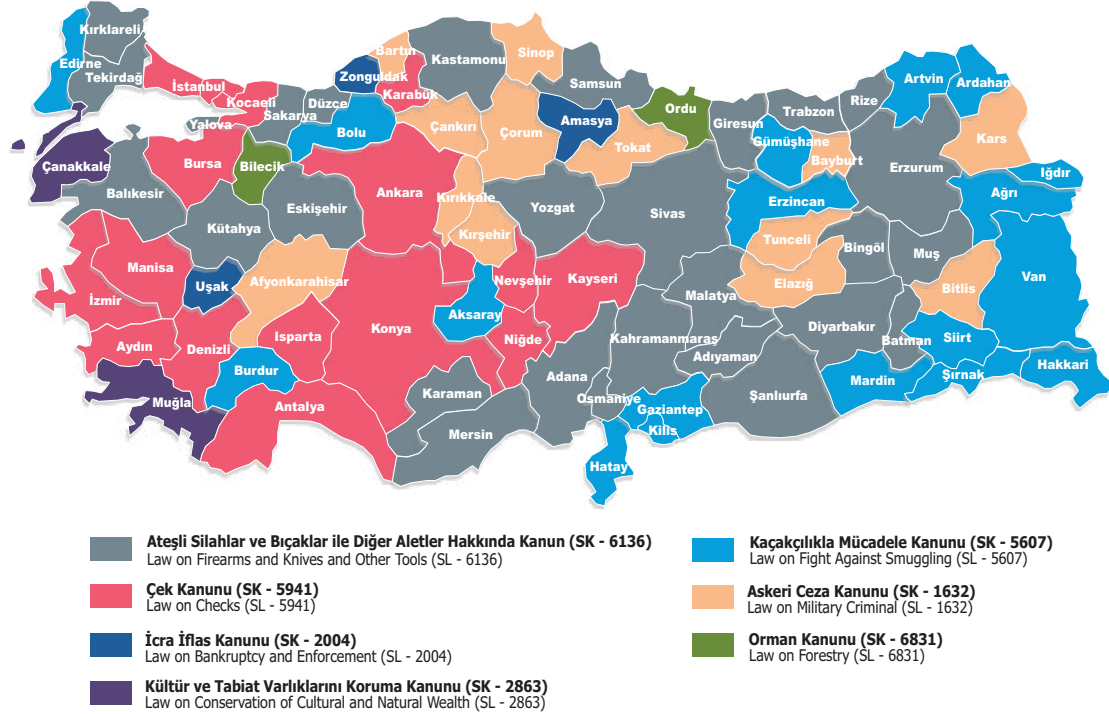 Kırklareli
Edirne
Tekirdağ
İstanbul
Kocaeli
Yalova
Sakarya
Düzce
Zonguldak
Bartın
Karabük
Kastamonu
Sinop
Samsun
Ordu
Giresun
Trabzon
Rize
Artvin
Ardahan
Çanakkale
Balıkesir
Bursa
Bilecik
Bolu
Çankırı
Çorum
Amasya
Tokat
Gümüşhane
Bayburt
Erzurum
Kars
Iğdır
Ağrı
Kütahya
Eskişehir
Ankara
Kırıkkale
Kırşehir
Yozgat
Sivas
Erzincan
Tunceli
Bingöl
Muş
Van
Manisa
Uşak
Afyonkarahisar
İzmir
Aydın
Denizli
Isparta
Konya
Aksaray
Nevşehir
Kayseri
Niğde
Malatya
Elazığ
Bitlis
Kahramanmaraş
Adıyaman
Diyarbakır
Batman
Siirt
Muğla
Burdur
Antalya
Karaman
Mersin
Adana
Osmaniye
Gaziantep
Kilis
Hatay
Şanlıurfa
Mardin
Şırnak
Hakkari
Ateşli Silahlar ve Bıçaklar ile Diğer Aletler Hakkında Kanun (SK - 6136)
Law on Firearms and Knives and Other Tools (SL - 6136)
Çek Kanunu (SK - 5941)
Law on Checks (SL - 5941)
İcra İflas Kanunu (SK - 2004)
Law on Bankruptcy and Enforcement (SL - 2004)
Kültür ve Tabiat Varlıklarını Koruma Kanunu (SK - 2863)
Law on Conservation of Cultural and Natural Wealth (SL - 2863)
Kaçakçılıkla Mücadele Kanunu (SK - 5607)
Law on Fight Against Smuggling (SL - 5607)
Askeri Ceza Kanunu (SK - 1632)
Law on Military Criminal (SL - 1632)
Orman Kanunu (SK - 6831)
Law on Forestry (SL - 6831)